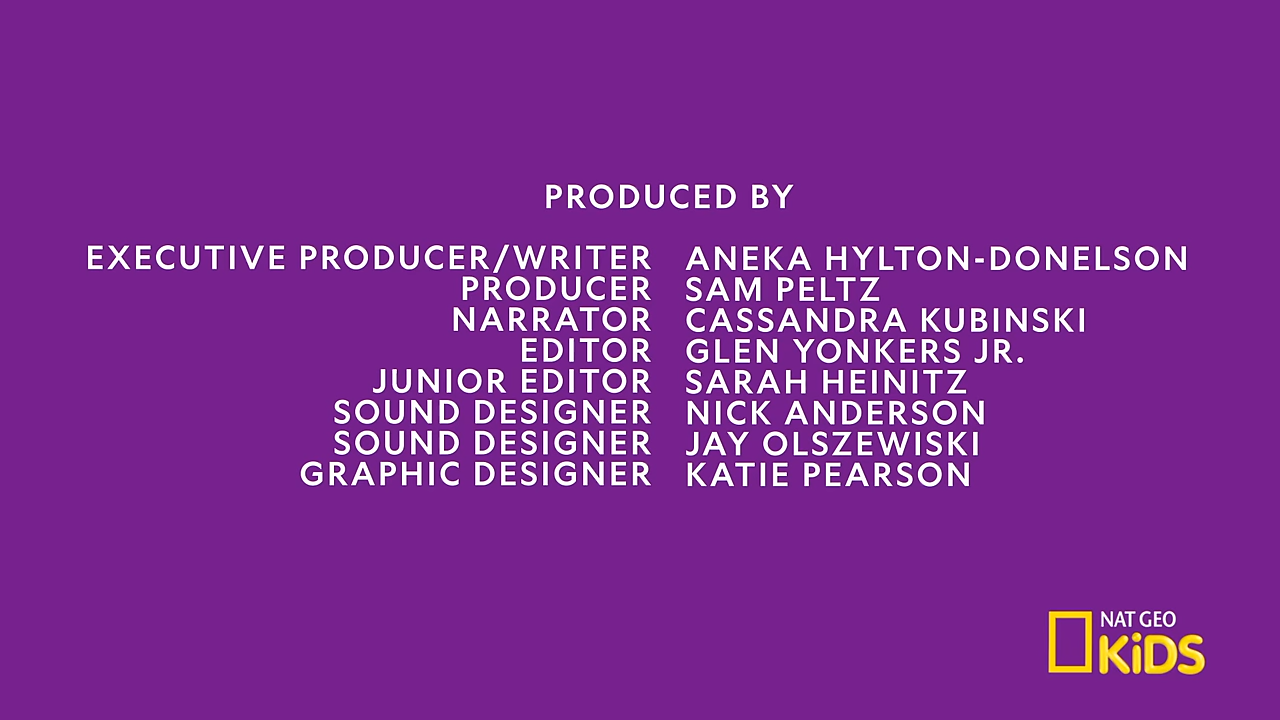 PRODUCED BY
EXECUTIVE PRODUCER/WRITER ANEKA HYLTON-DONELSON
PRODUCER SAM PELTZ
NARRATOR CASSANDRA KUBINSKI
EDITOR GLEN YONKERS JR.
JUNIOR EDITOR SARAH HEINITZ
SOUND DESIGNER NICK ANDERSON
SOUND DESIGNER JAY OLSZEWISKI
GRAPHIC DESIGNER KATIE PEARSON
NAT GEO
KiDS